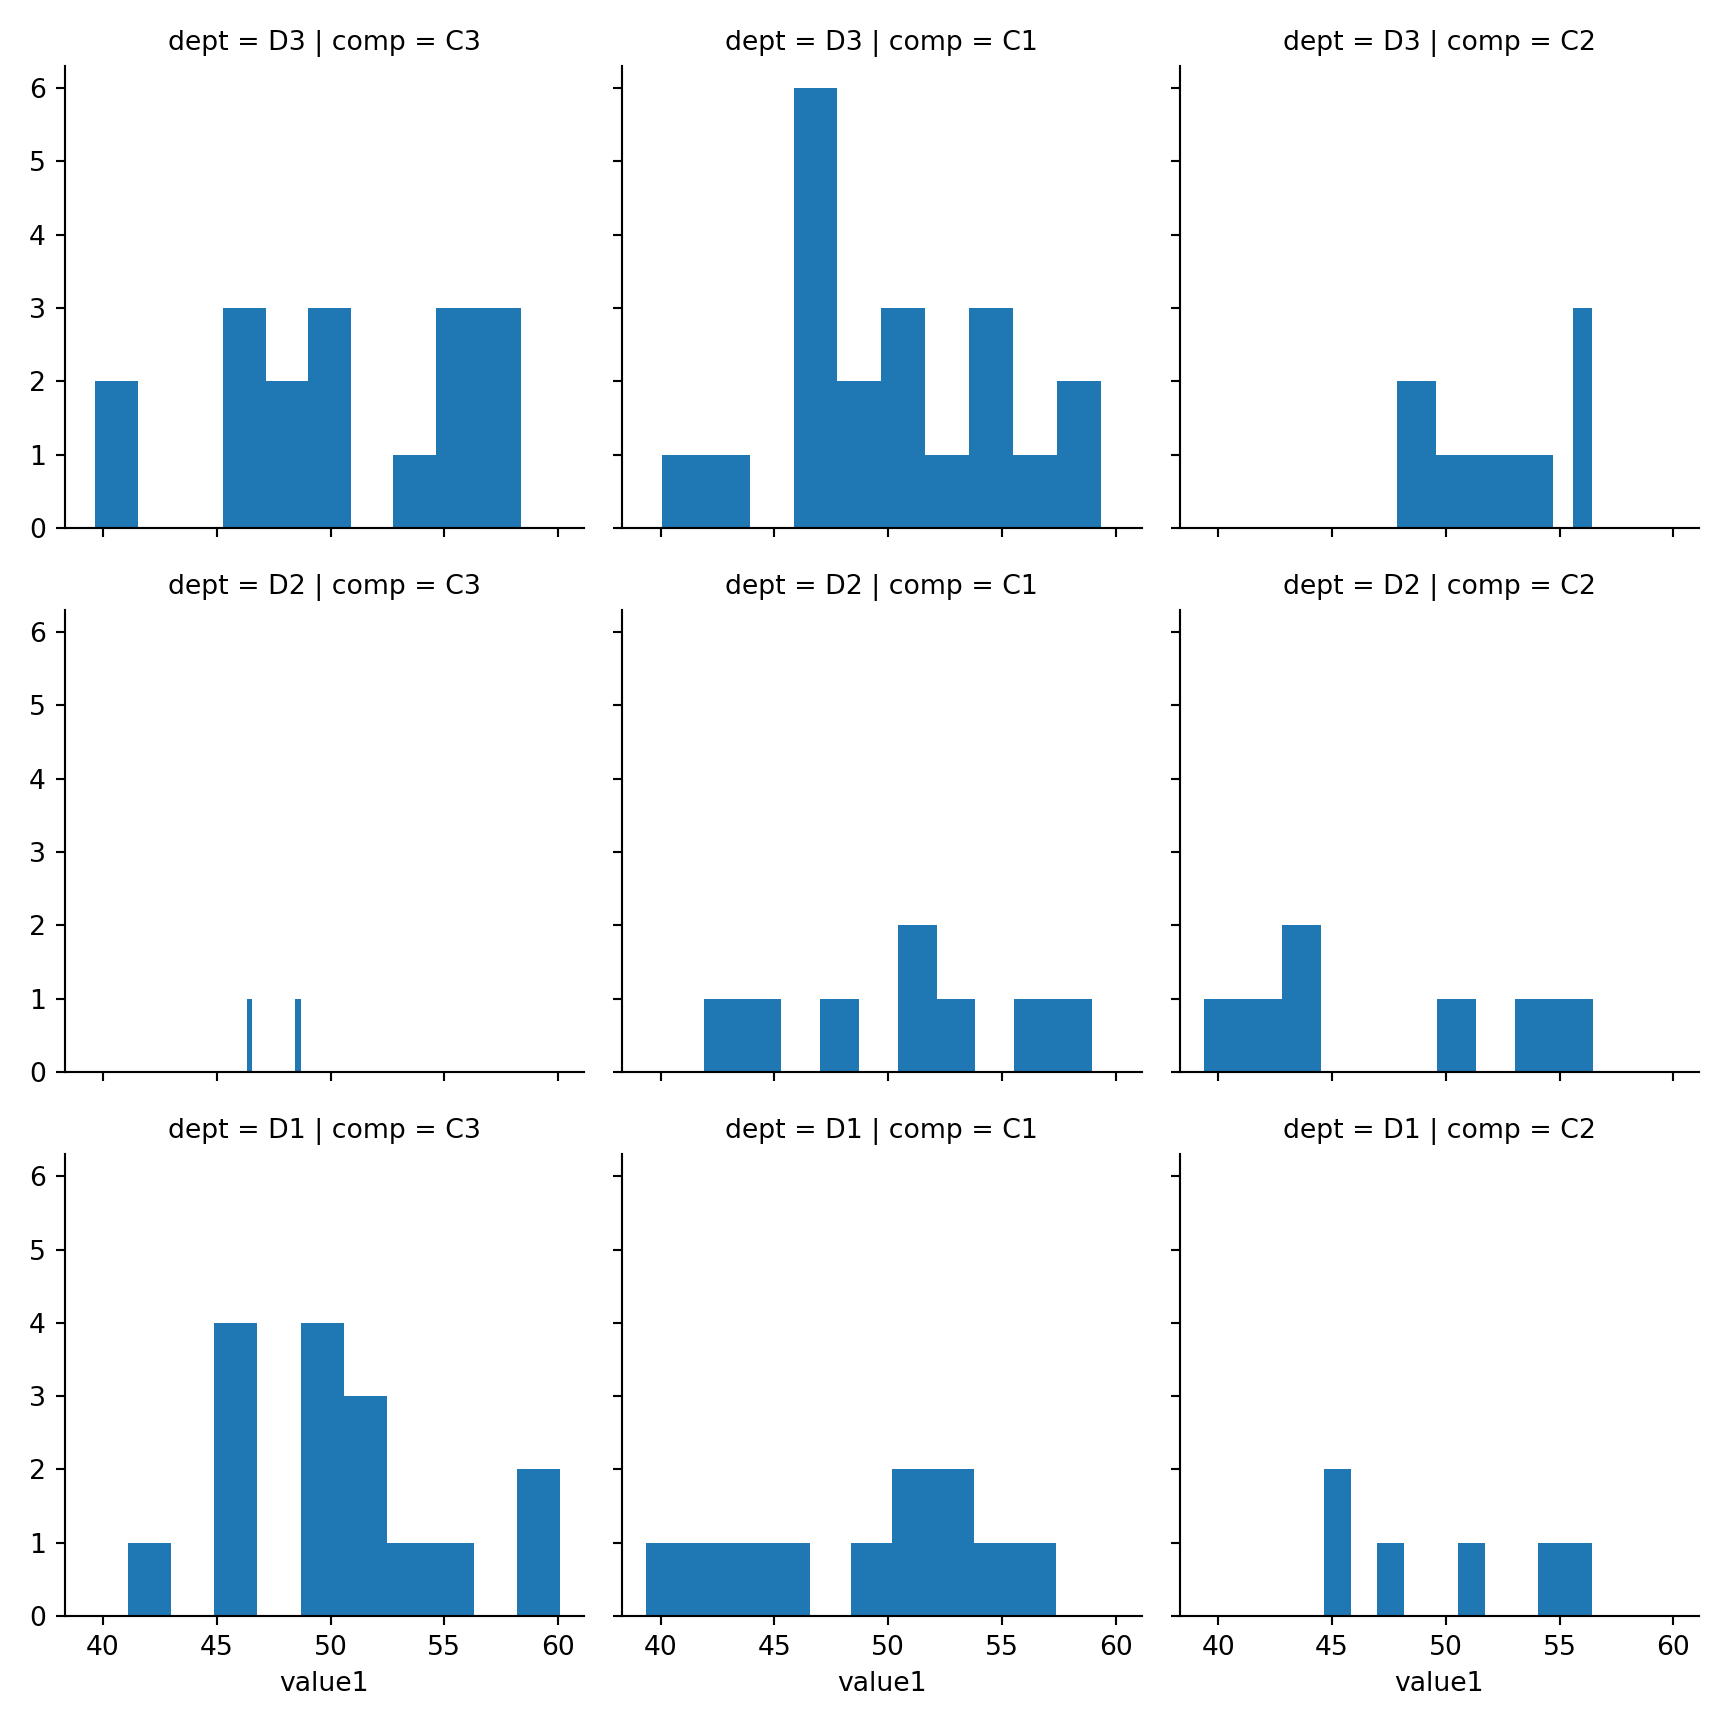 dept = D3 | comp = C3
dept = D3 | comp = C1
dept = D3 | comp = C2
6
5
4
3
2
1
0
dept = D2 | comp = C3
dept = D2 | comp = C1
dept = D2 | comp = C2
6
5
4
3
2
1
0
dept = D1 | comp = C3
dept = D1 | comp = C1
dept = D1 | comp = C2
6
5
4
3
2
1
0
40 45 50 55 60
40 45 50 55 60
40 45 50 55 60
value1
value1
value1